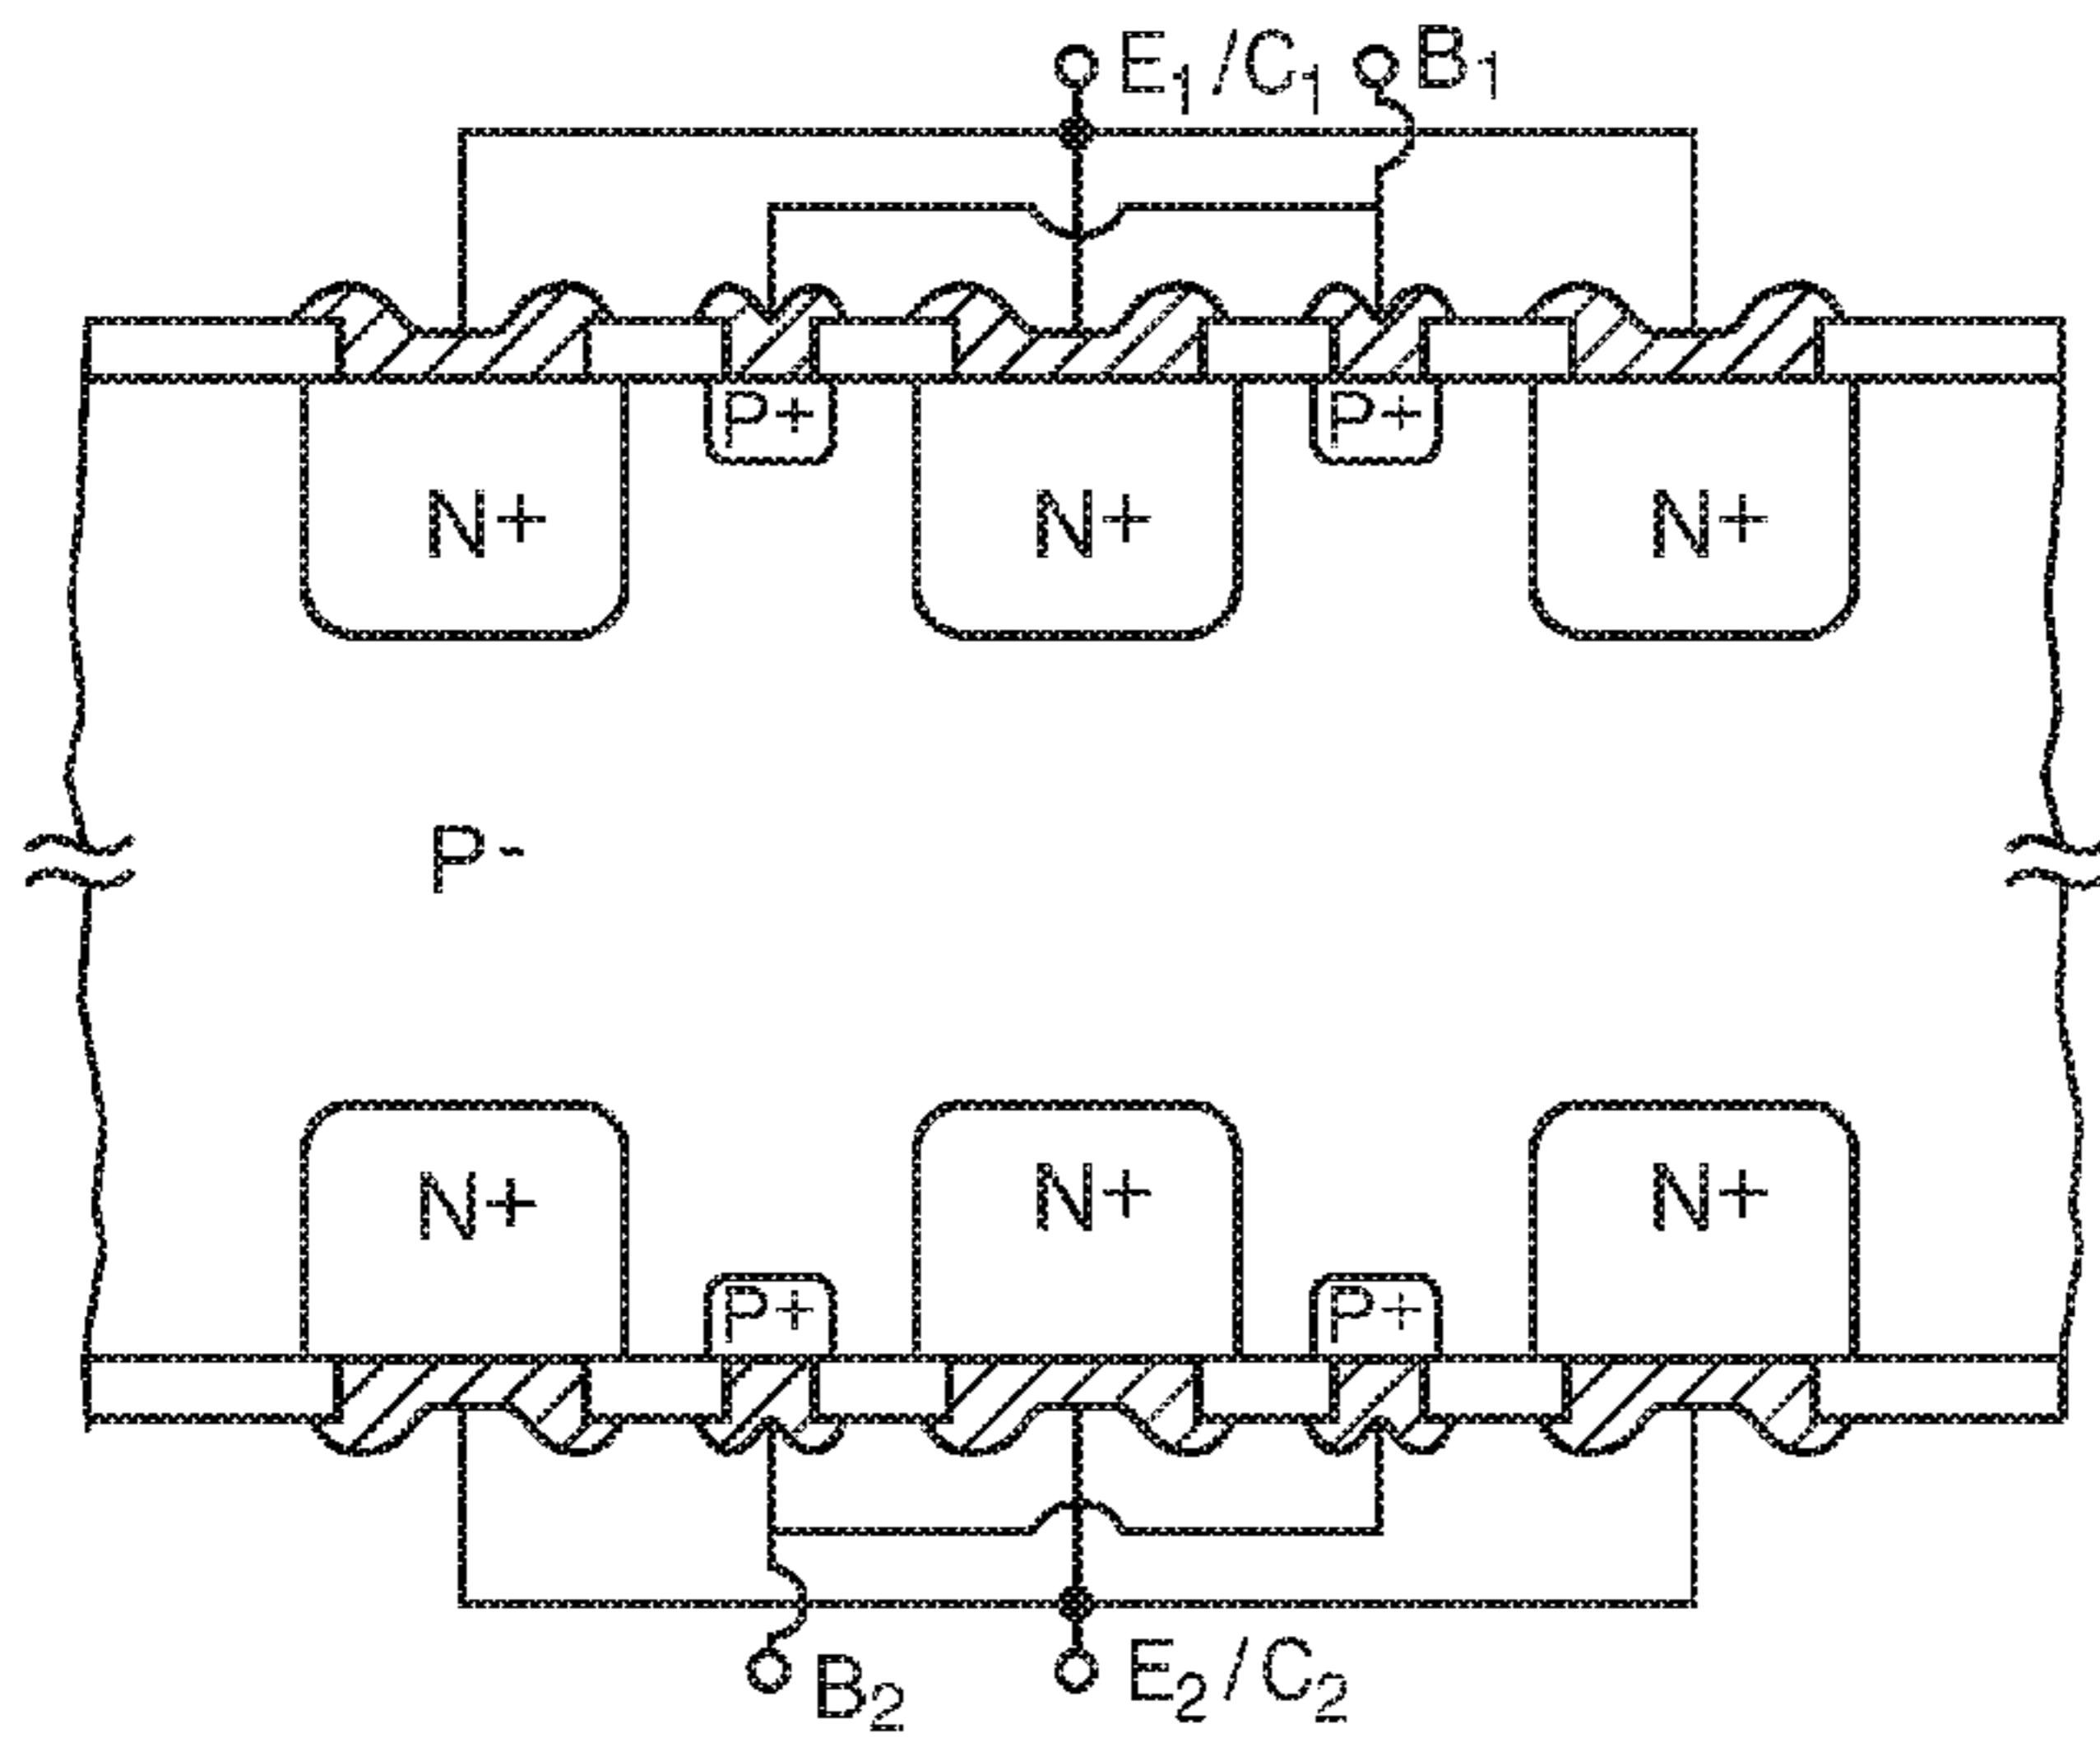 E₁/C₁ B₁
P+ P+
N+ N+ N+
P-
N+ N+ N+
P+ P+
B₂ E₂/C₂